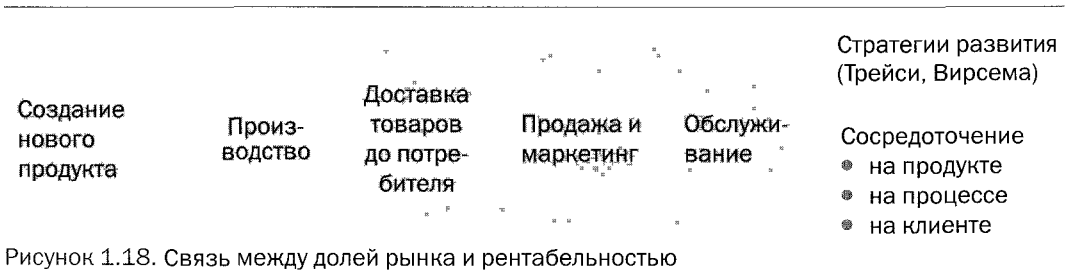 Создание
нового
продукта
Произ-
водство
Доставка
товаров
до потре-
бителя
Продажа и
маркетинг
Обслужи-
вание
Стратегии развития
(Трейси, Вирсема)
Сосредоточение
на продукте
на процессе
на клиенте
Рисунок 1.18. Связь между долей рынка и рентабельностью